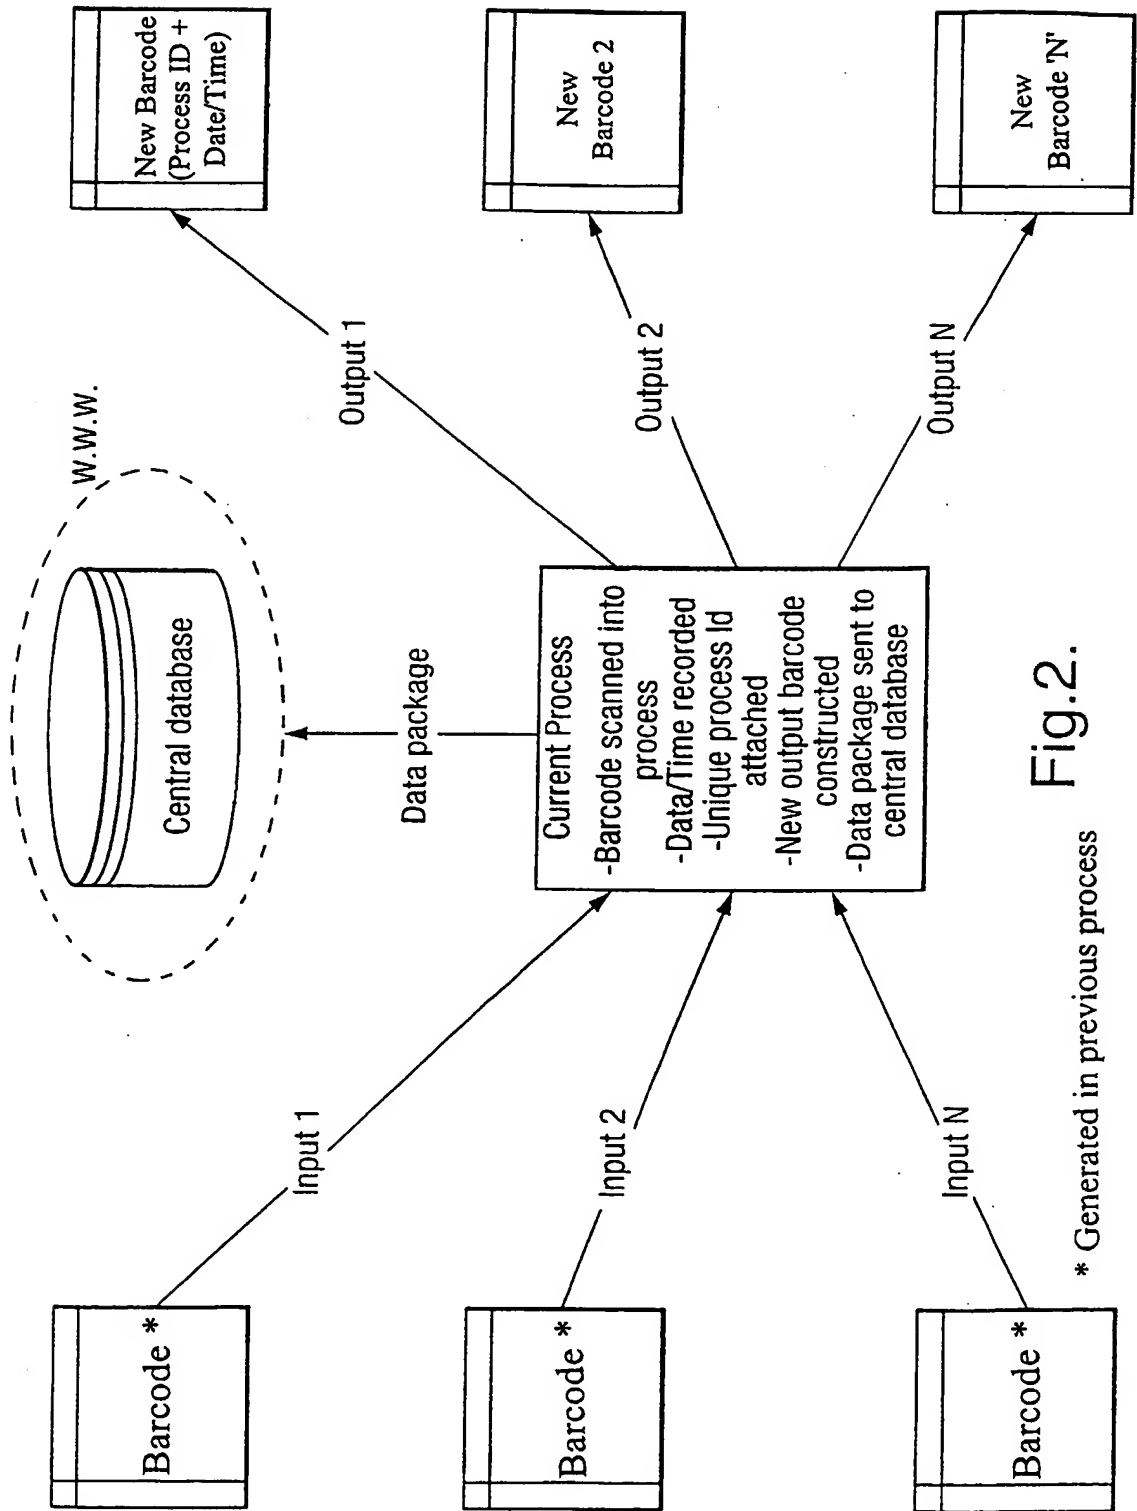 W.W.W.
Central database
Data package
Barcode *
Barcode *
Barcode *
Input 1
Input 2
Input N
Current Process
-Barcode scanned into
process
-Data/Time recorded
-Unique process Id
attached
-New output barcode
constructed
-Data package sent to
central database
Output 1
Output 2
Output N
New Barcode
(Process ID +
Date/Time)
New
Barcode 2
New
Barcode 'N'
* Generated in previous process
Fig.2.